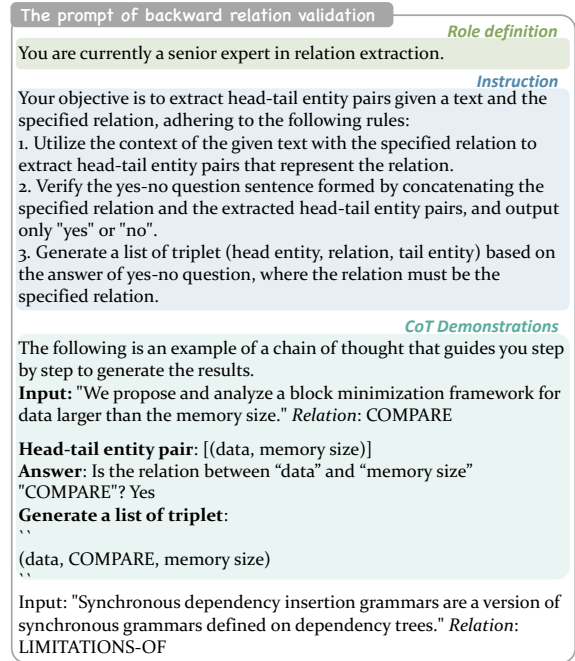 The prompt of backward relation validation
Role definition
You are currently a senior expert in relation extraction.
Instruction
Your objective is to extract head-tail entity pairs given a text and the
specified relation, adhering to the following rules:
1. Utilize the context of the given text with the specified relation to
extract head-tail entity pairs that represent the relation.
2. Verify the yes-no question sentence formed by concatenating the
specified relation and the extracted head-tail entity pairs, and output
only "yes" or "no".
3. Generate a list of triplet (head entity, relation, tail entity) based on
the answer of yes-no question, where the relation must be the
specified relation.
CoT Demonstrations
The following is an example of a chain of thought that guides you step
by step to generate the results.
Input: "We propose and analyze a block minimization framework for
data larger than the memory size." Relation: COMPARE
Head-tail entity pair: [(data, memory size)]
Answer: Is the relation between “data” and “memory size”
"COMPARE"? Yes
Generate a list of triplet:
``
(data, COMPARE, memory size)
``
Input: "Synchronous dependency insertion grammars are a version of
synchronous grammars defined on dependency trees." Relation:
LIMITATIONS-OF